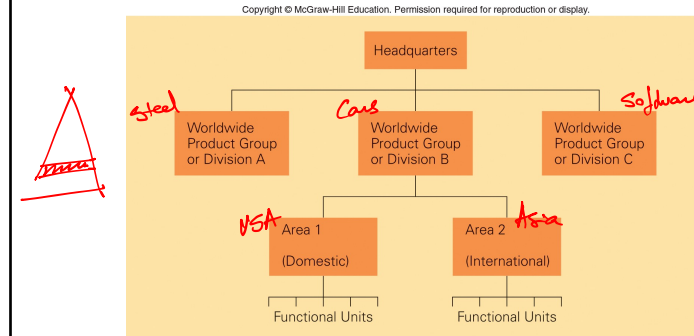 Copyright © McGraw-Hill Education. Permission required for reproduction or display.
Headquarters
Steel
Cars
Software
Worldwide
Product Group
or Division A
Worldwide
Product Group
or Division B
Worldwide
Product Group
or Division C
USA
Area 1
(Domestic)
Asia
Area 2
(International)
Functional Units
Functional Units